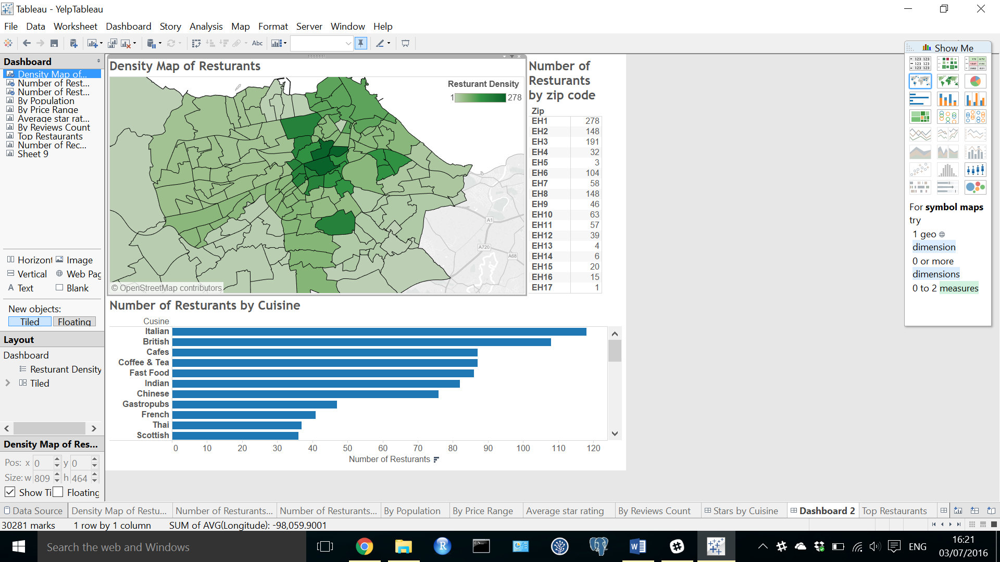 Tableau - YelpTableau
File Data Worksheet Dashboard Story Analysis Map Format Server Window Help
Abc
Dashboard
Density Map of...
Number of Rest...
Number of Rest...
By Population
By Price Range
Average star rat...
By Reviews Count
Top Restaurants
Number of Rec...
Sheet 9
Horizont Image
Vertical Web Pag
A Text Blank
New objects:
Tiled Floating
Layout
Dashboard
Resturant Density
Tiled
Density Map of Res...
Pos: x 0 y 0
Size: w 809 h 464
Show Ti Floating
Density Map of Resturants
Resturant Density
1 278
A1
A720
A68
© OpenStreetMap contributors
Number of
Resturants
by zip code
Zip
EH1 278
EH2 148
EH3 191
EH4 32
EH5 3
EH6 104
EH7 58
EH8 148
EH9 46
EH10 63
EH11 57
EH12 39
EH13 4
EH14 6
EH15 20
EH16 15
EH17 1
Number of Resturants by Cuisine
Cusine
Italian
British
Cafes
Coffee & Tea
Fast Food
Indian
Chinese
Gastropubs
French
Thai
Scottish
0 10 20 30 40 50 60 70 80 90 100 110 120
Number of Resturants
Show Me
For symbol maps
try
1 geo
dimension
0 or more
dimensions
0 to 2 measures
Data Source Density Map of Restu... Number of Resturants... Number of Resturants... By Population By Price Range Average star rating By Reviews Count Stars by Cuisine Dashboard 2 Top Restaurants
30281 marks 1 row by 1 column SUM of AVG(Longitude): -98,059.9001
Search the web and Windows
ENG
16:21
03/07/2016